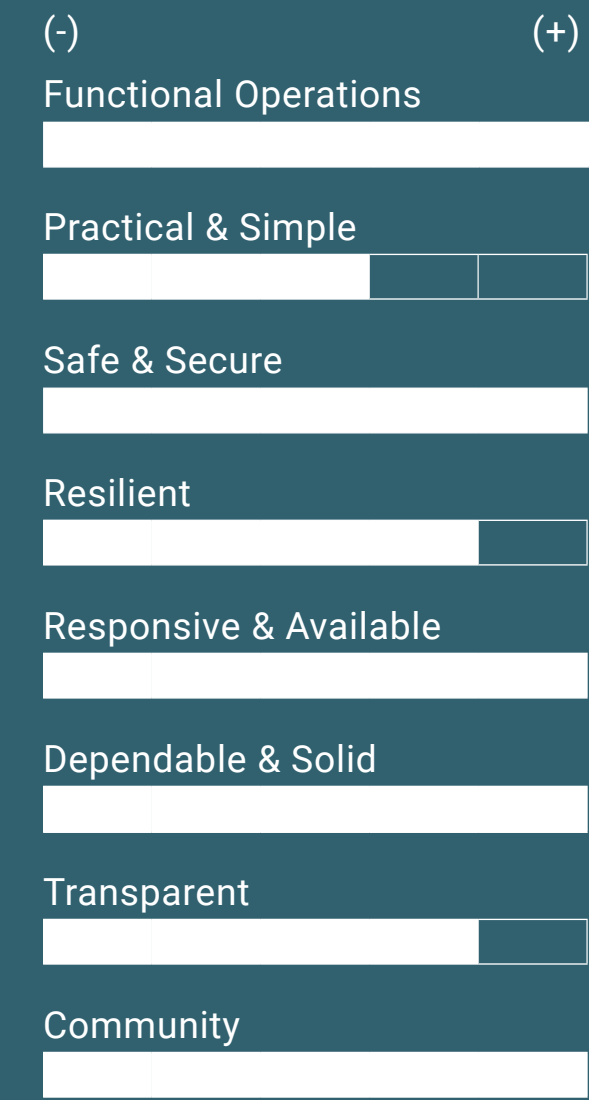 (-) (+)
Functional Operations
Practical & Simple
Safe & Secure
Resilient
Responsive & Available
Dependable & Solid
Transparent
Community